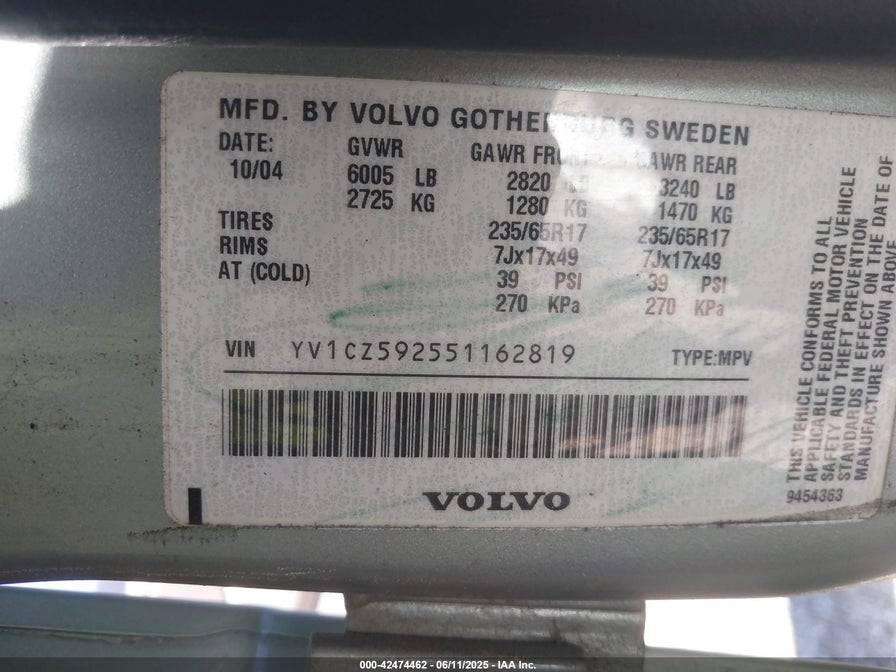 MFD. BY VOLVO GOTHENBURG SWEDEN
DATE: GVWR GAWR FRONT GAWR REAR
10/04 6005 LB 2820 LB 3240 LB
2725 KG 1280 KG 1470 KG
TIRES 235/65R17 235/65R17
RIMS 7Jx17x49 7Jx17x49
AT (COLD) 39 PSI 39 PSI
270 KPa 270 KPa
VIN YV1CZ592551162819 TYPE:MPV
VOLVO
THIS VEHICLE CONFORMS TO ALL
APPLICABLE FEDERAL MOTOR VEHICLE
SAFETY AND THEFT PREVENTION
STANDARDS IN EFFECT ON THE DATE OF
MANUFACTURE SHOWN ABOVE
9454363
000-42474462 - 06/11/2025 - IAA Inc.